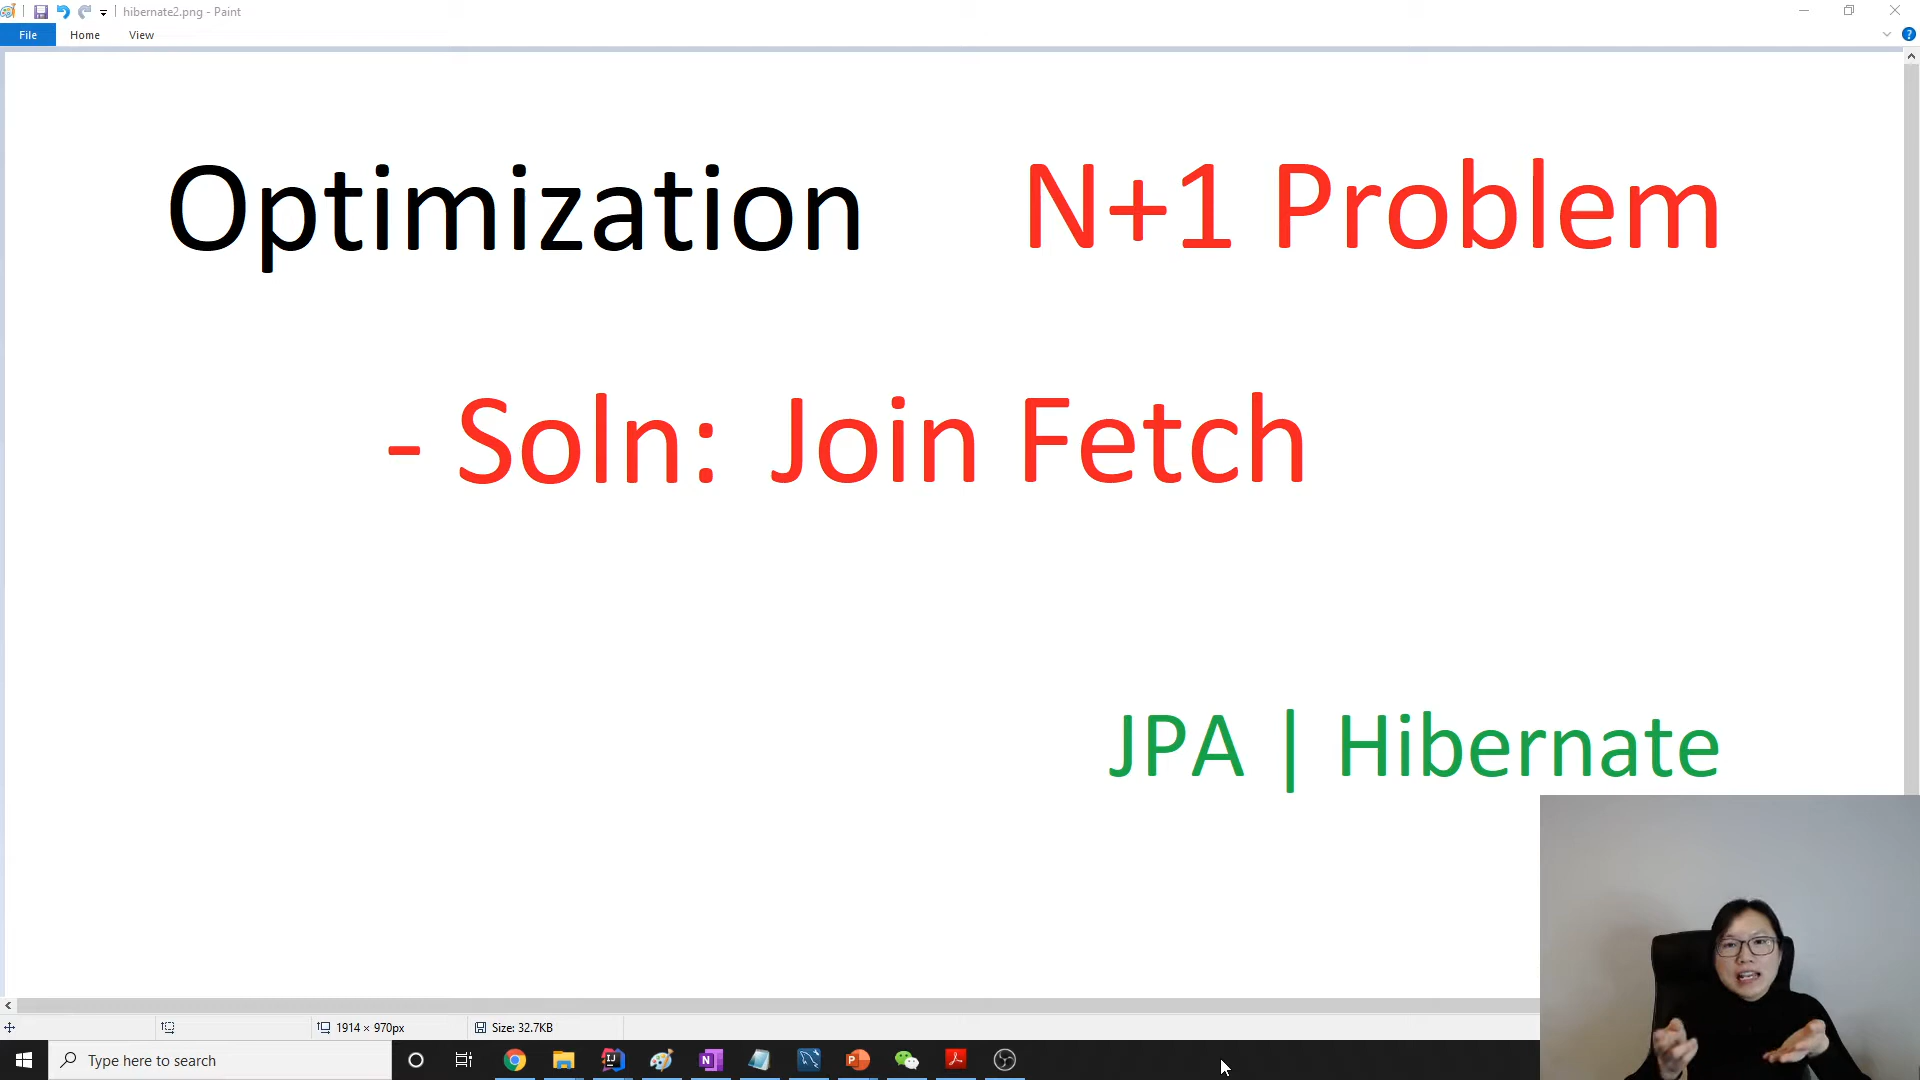 hibernate2.png - Paint
File Home View
Optimization N+1 Problem
- Soln: Join Fetch
JPA | Hibernate
1914 × 970px Size: 32.7KB
Type here to search